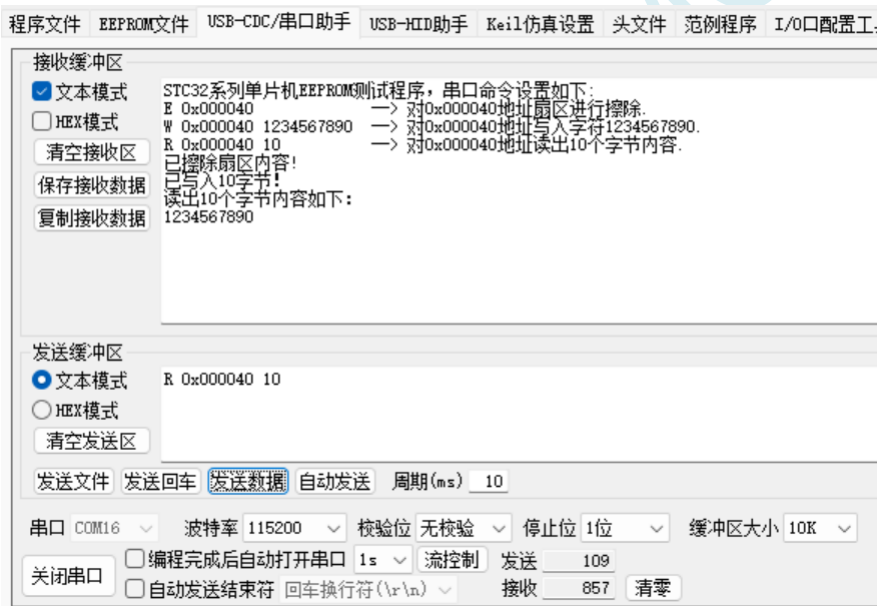 程序文件 EEPROM文件 USB-CDC/串口助手 USB-HID助手 Keil仿真设置 头文件 范例程序 I/O口配置工
接收缓冲区
文本模式
HEX模式
清空接收区
保存接收数据
复制接收数据
STC32系列单片机EEPROM测试程序，串口命令设置如下:
E 0x000040 —> 对0x000040地址扇区进行擦除.
W 0x000040 1234567890 —> 对0x000040地址写入字符1234567890.
R 0x000040 10 —> 对0x000040地址读出10个字节内容.
已擦除扇区内容!
已写入10字节!
读出10个字节内容如下:
1234567890
发送缓冲区
文本模式
HEX模式
清空发送区
R 0x000040 10
发送文件 发送回车 发送数据 自动发送 周期(ms) 10
串口 COM16 波特率 115200 校验位 无校验 停止位 1位 缓冲区大小 10K
关闭串口
编程完成后自动打开串口 1s 流控制 发送 109
自动发送结束符 回车换行符(\r\n) 接收 857 清零